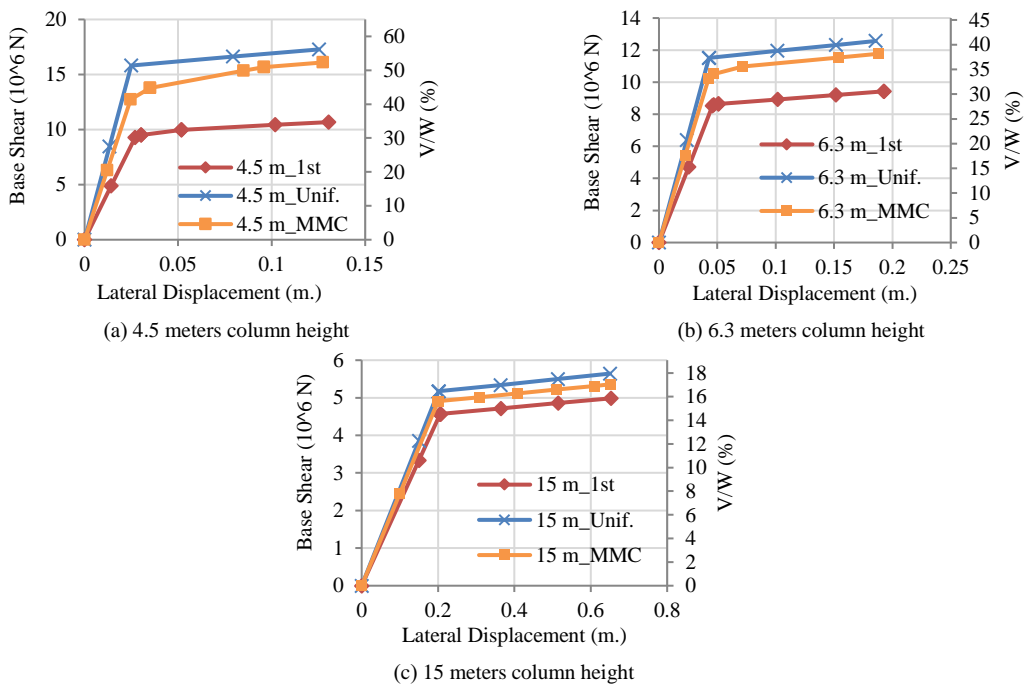 20
15
10
5
0
Base Shear (10^6 N)
60
50
40
30
20
10
0
V/W (%)
4.5 m_1st
4.5 m_Unif.
4.5 m_MMC
0 0.05 0.1 0.15
Lateral Displacement (m.)
(a) 4.5 meters column height
14
12
10
8
6
4
2
0
Base Shear (10^6 N)
45
40
35
30
25
20
15
10
5
0
V/W (%)
6.3 m_1st
6.3 m_Unif.
6.3 m_MMC
0 0.05 0.1 0.15 0.2 0.25
Lateral Displacement (m.)
(b) 6.3 meters column height
6
5
4
3
2
1
0
Base Shear (10^6 N)
18
16
14
12
10
8
6
4
2
0
V/W (%)
15 m_1st
15 m_Unif.
15 m_MMC
0 0.2 0.4 0.6 0.8
Lateral Displacement (m.)
(c) 15 meters column height